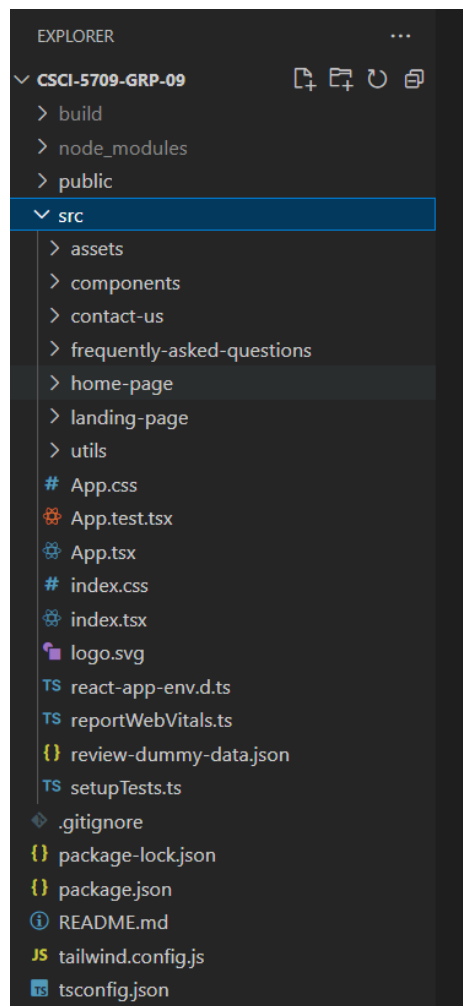 EXPLORER ...
CSCI-5709-GRP-09
build
node_modules
public
src
assets
components
contact-us
frequently-asked-questions
home-page
landing-page
utils
# App.css
App.test.tsx
App.tsx
# index.css
index.tsx
logo.svg
TS react-app-env.d.ts
TS reportWebVitals.ts
{} review-dummy-data.json
TS setupTests.ts
.gitignore
{} package-lock.json
{} package.json
README.md
JS tailwind.config.js
TS tsconfig.json